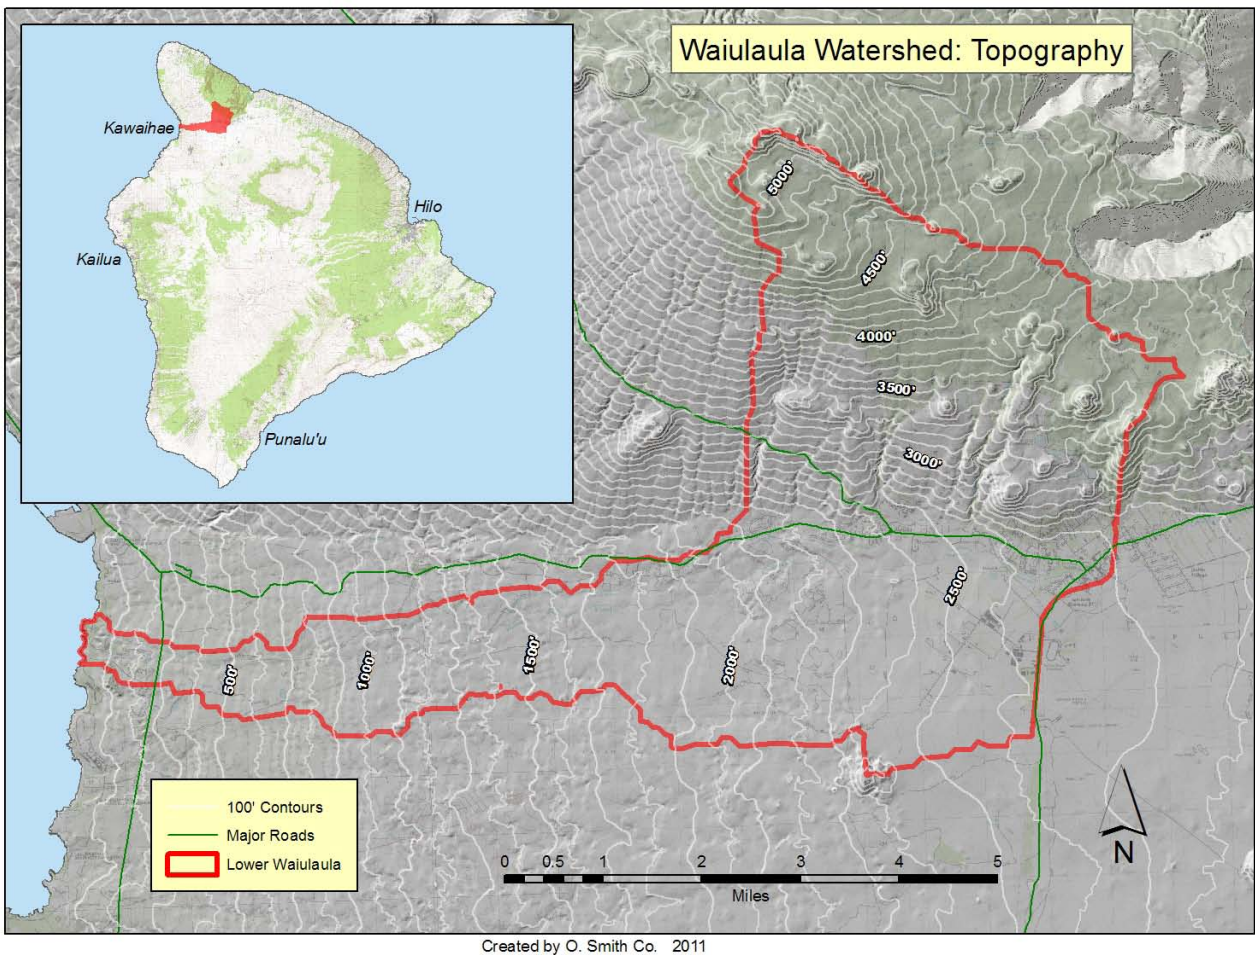 Waiulaula Watershed: Topography
Kawaihae
Hilo
Kailua
Punalu'u
5000'
4500'
4000'
3500'
3000'
2500'
2000'
1500'
1000'
500'
100' Contours
Major Roads
Lower Waiulaula
0 0.5 1 2 3 4 5
Miles
N
Created by O. Smith Co. 2011